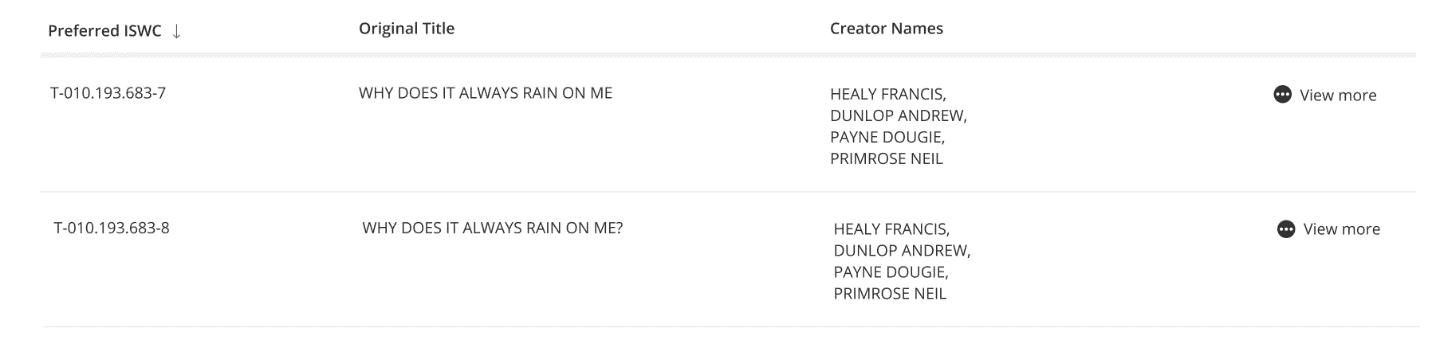 Preferred ISWC ↓ Original Title Creator Names
T-010.193.683-7 WHY DOES IT ALWAYS RAIN ON ME HEALY FRANCIS, View more
DUNLOP ANDREW,
PAYNE DOUGIE,
PRIMROSE NEIL
T-010.193.683-8 WHY DOES IT ALWAYS RAIN ON ME? HEALY FRANCIS, View more
DUNLOP ANDREW,
PAYNE DOUGIE,
PRIMROSE NEIL